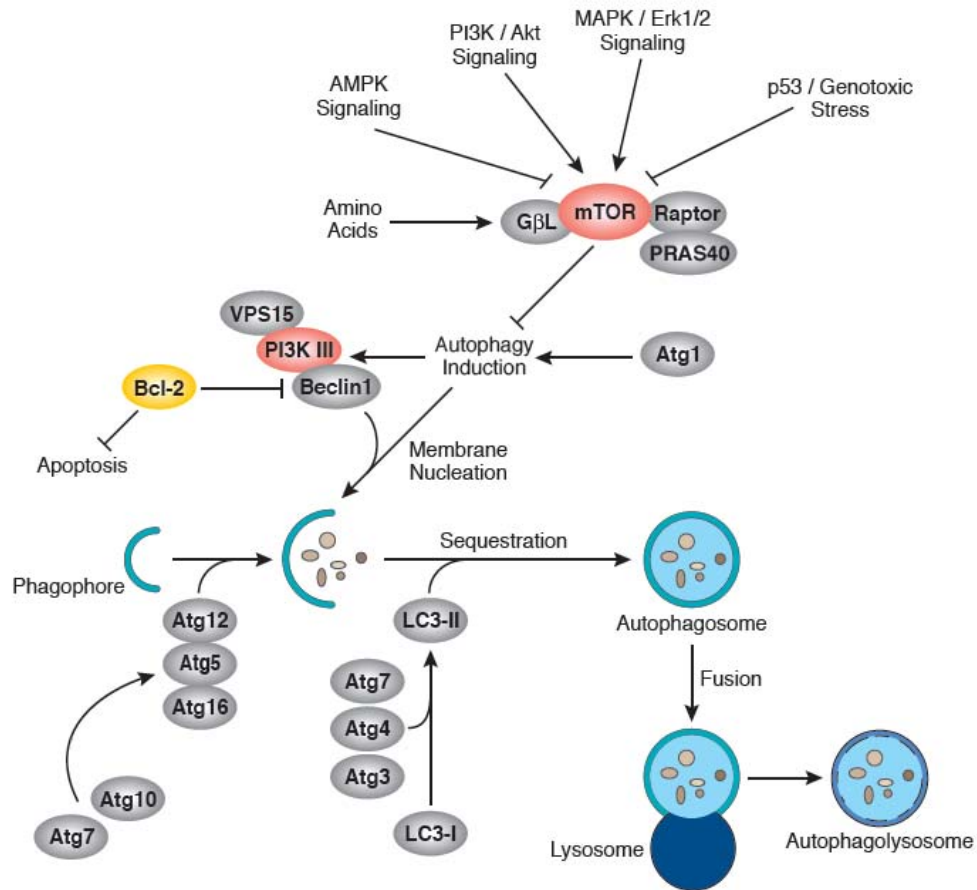 MAPK / Erk1/2
Signaling
PI3K / Akt
Signaling
AMPK
Signaling
p53 / Genotoxic
Stress
Amino
Acids
GβL
mTOR
Raptor
PRAS40
VPS15
PI3K III
Beclin1
Bcl-2
Autophagy
Induction
Atg1
Apoptosis
Membrane
Nucleation
Phagophore
Sequestration
Atg12
Atg5
Atg16
LC3-II
Autophagosome
Atg7
Atg4
Atg3
Fusion
Atg10
Atg7
LC3-I
Lysosome
Autophagolysosome